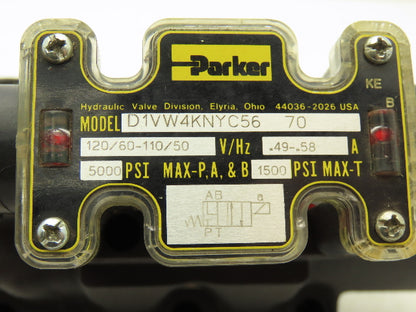 Parker
KE
Hydraulic Valve Division, Elyria, Ohio 44036-2026 USA
B
MODEL D1VW4KNYC56 70
120/60-110/50 V/Hz .49-.58 A
5000 PSI MAX-P,A, & B 1500 PSI MAX-T
AB a
PT